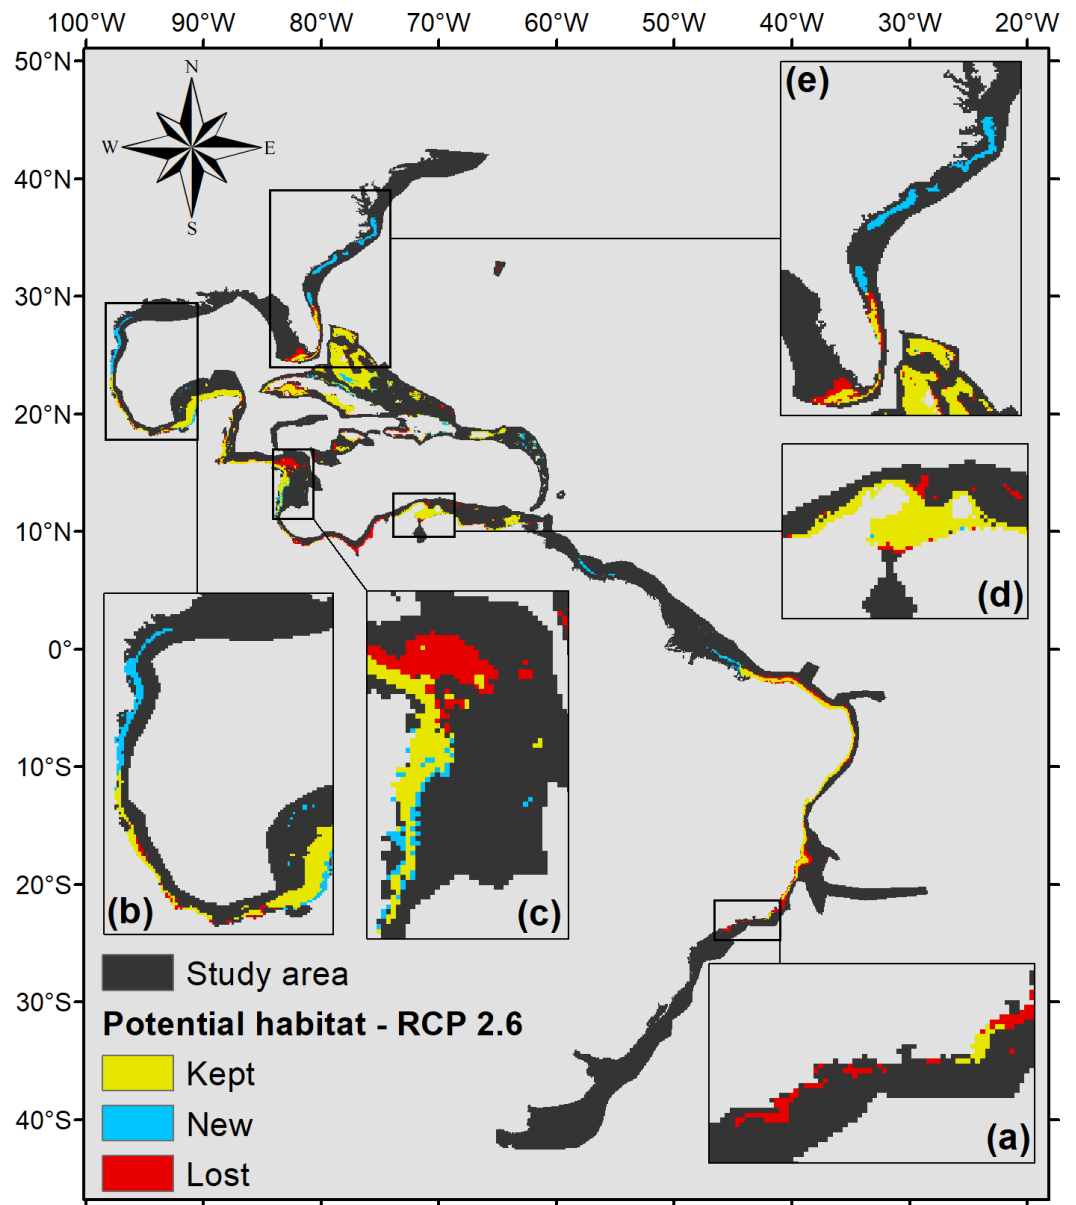 100°W 90°W 80°W 70°W 60°W 50°W 40°W 30°W 20°W
50°N
40°N
30°N
20°N
10°N
0°
10°S
20°S
30°S
40°S
N
W E
S
(e)
(d)
(b)
(c)
(a)
Study area
Potential habitat - RCP 2.6
Kept
New
Lost